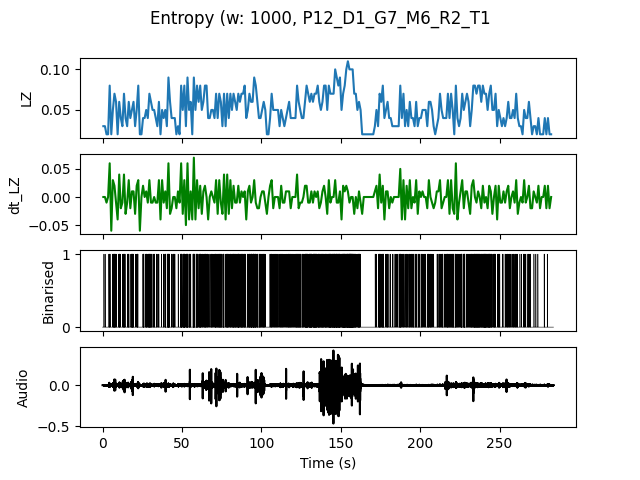 Entropy (w: 1000, P12_D1_G7_M6_R2_T1
0.10
0.05
LZ
0.05
0.00
−0.05
dt_LZ
1
0
Binarised
0.0
−0.5
Audio
0 50 100 150 200 250
Time (s)